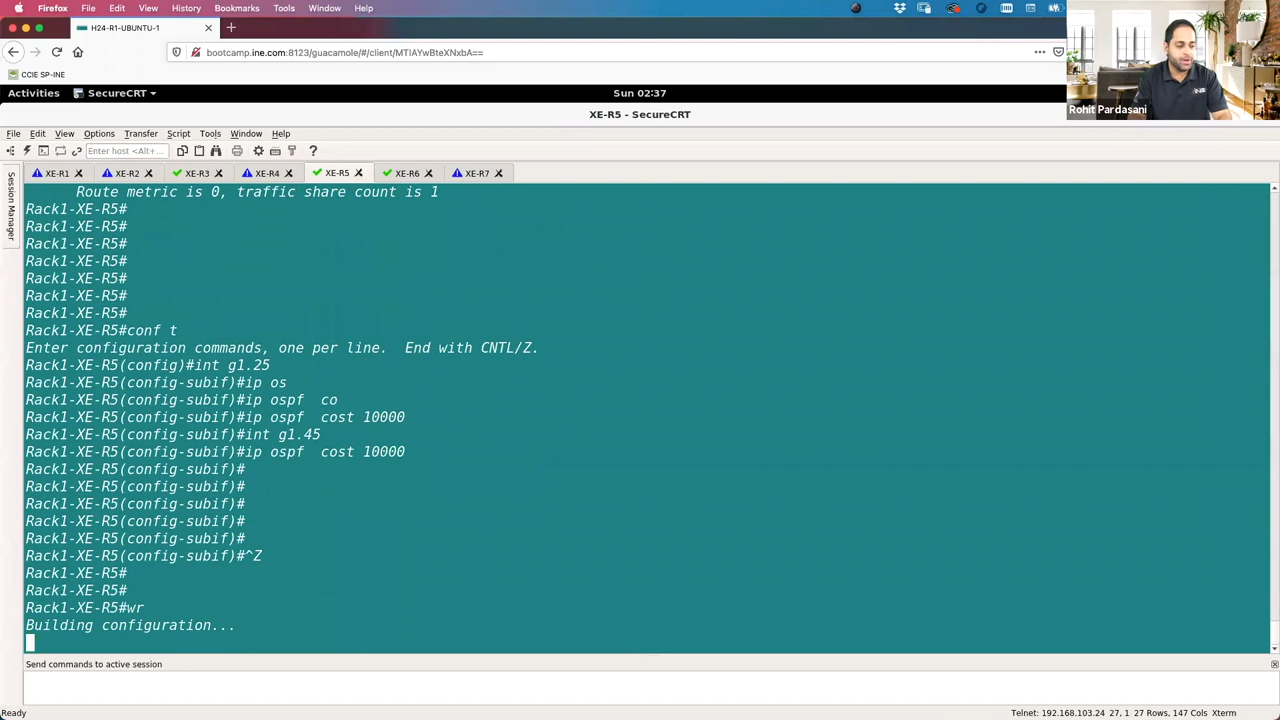 Firefox File Edit View History Bookmarks Tools Window Help
H24-R1-UBUNTU-1
bootcamp.ine.com:8123/guacamole/#/client/MTIAYwBteXNxbA==
CCIE SP-INE
Activities SecureCRT Sun 02:37
Rohit Pardasani
XE-R5 - SecureCRT
File Edit View Options Transfer Script Tools Window Help
Enter host <Alt+...
Session Manager
XE-R1 XE-R2 XE-R3 XE-R4 XE-R5 XE-R6 XE-R7
Route metric is 0, traffic share count is 1
Rack1-XE-R5#
Rack1-XE-R5#
Rack1-XE-R5#
Rack1-XE-R5#
Rack1-XE-R5#
Rack1-XE-R5#
Rack1-XE-R5#
Rack1-XE-R5#conf t
Enter configuration commands, one per line.  End with CNTL/Z.
Rack1-XE-R5(config)#int g1.25
Rack1-XE-R5(config-subif)#ip os
Rack1-XE-R5(config-subif)#ip ospf  co
Rack1-XE-R5(config-subif)#ip ospf  cost 10000
Rack1-XE-R5(config-subif)#int g1.45
Rack1-XE-R5(config-subif)#ip ospf  cost 10000
Rack1-XE-R5(config-subif)#
Rack1-XE-R5(config-subif)#
Rack1-XE-R5(config-subif)#
Rack1-XE-R5(config-subif)#
Rack1-XE-R5(config-subif)#
Rack1-XE-R5(config-subif)#^Z
Rack1-XE-R5#
Rack1-XE-R5#
Rack1-XE-R5#wr
Building configuration...
Send commands to active session
Ready Telnet: 192.168.103.24 27, 1 27 Rows, 147 Cols Xterm